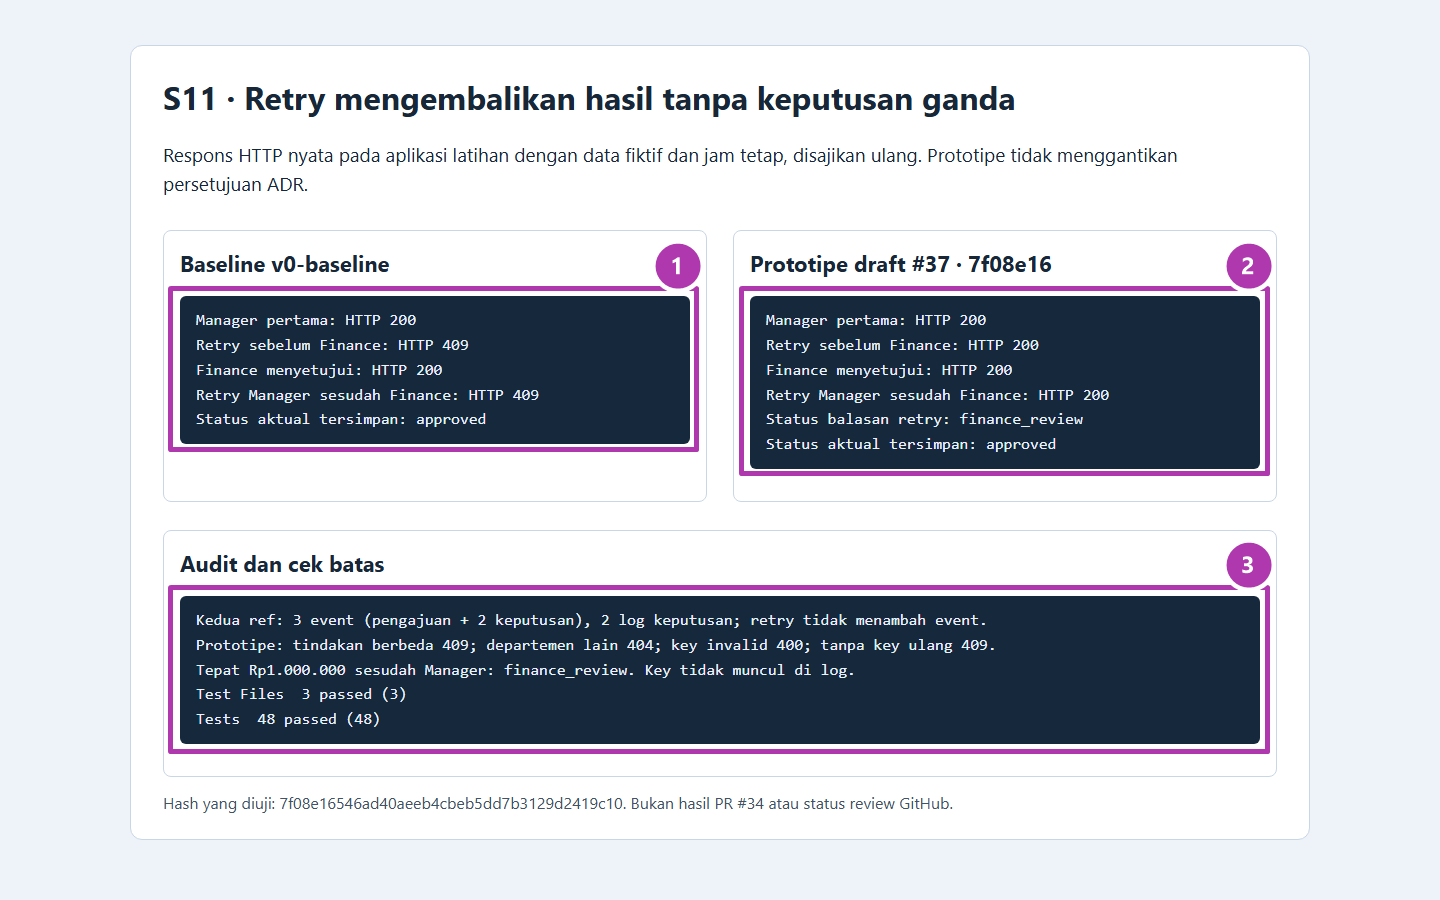 S11 · Retry mengembalikan hasil tanpa keputusan ganda
Respons HTTP nyata pada aplikasi latihan dengan data fiktif dan jam tetap, disajikan ulang. Prototipe tidak menggantikan
persetujuan ADR.
Baseline v0-baseline
1
Manager pertama: HTTP 200
Retry sebelum Finance: HTTP 409
Finance menyetujui: HTTP 200
Retry Manager sesudah Finance: HTTP 409
Status aktual tersimpan: approved
Prototipe draft #37 · 7f08e16
2
Manager pertama: HTTP 200
Retry sebelum Finance: HTTP 200
Finance menyetujui: HTTP 200
Retry Manager sesudah Finance: HTTP 200
Status balasan retry: finance_review
Status aktual tersimpan: approved
Audit dan cek batas
3
Kedua ref: 3 event (pengajuan + 2 keputusan), 2 log keputusan; retry tidak menambah event.
Prototipe: tindakan berbeda 409; departemen lain 404; key invalid 400; tanpa key ulang 409.
Tepat Rp1.000.000 sesudah Manager: finance_review. Key tidak muncul di log.
Test Files  3 passed (3)
Tests  48 passed (48)
Hash yang diuji: 7f08e16546ad40aeeb4cbeb5dd7b3129d2419c10. Bukan hasil PR #34 atau status review GitHub.